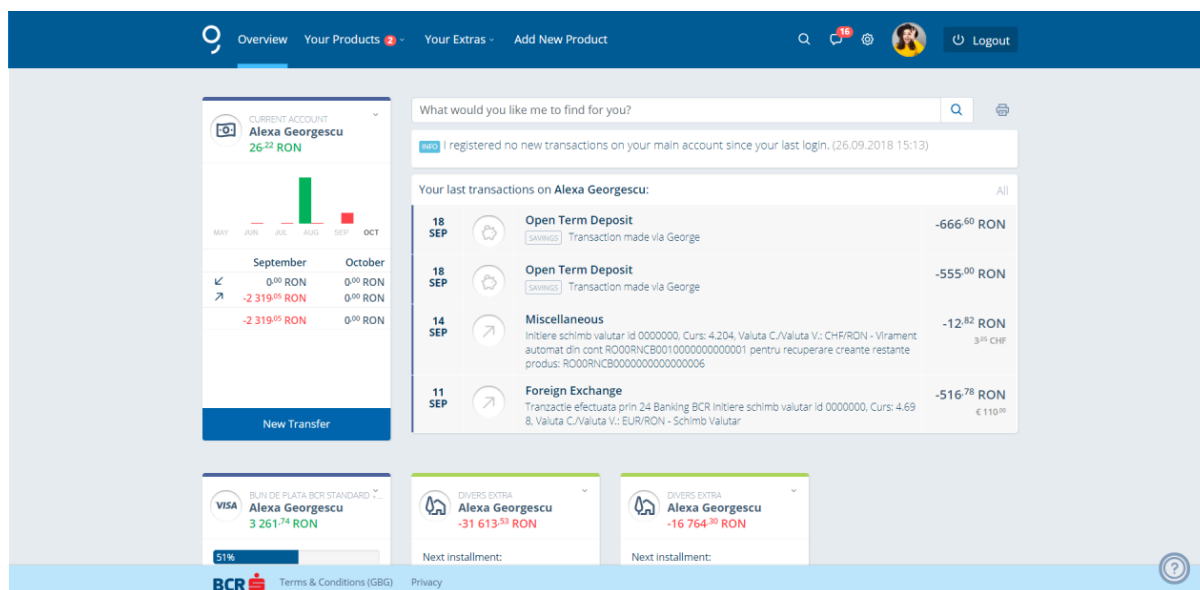 Overview Your Products 2 Your Extras Add New Product 16 Logout
CURRENT ACCOUNT
Alexa Georgescu
26,22 RON
MAY JUN JUL AUG SEP OCT
September October
0,00 RON 0,00 RON
-2 319,05 RON 0,00 RON
-2 319,05 RON 0,00 RON
New Transfer
What would you like me to find for you?
INFO I registered no new transactions on your main account since your last login. (26.09.2018 15:13)
Your last transactions on Alexa Georgescu: All
18 SEP
Open Term Deposit -666,60 RON
SAVINGS Transaction made via George
18 SEP
Open Term Deposit -555,00 RON
SAVINGS Transaction made via George
14 SEP
Miscellaneous -12,82 RON
Initiere schimb valutar id 0000000, Curs: 4.204, Valuta C./Valuta V.: CHF/RON - Virament 3,05 CHF
automat din cont RO00RNCB0010000000000001 pentru recuperare creante restante
produs: RO00RNCB0000000000000006
11 SEP
Foreign Exchange -516,78 RON
Tranzactie efectuata prin 24 Banking BCR Initiere schimb valutar id 0000000, Curs: 4.69 € 110,00
8, Valuta C./Valuta V.: EUR/RON - Schimb Valutar
VISA
BUN DE PLATA BCR STANDARD
Alexa Georgescu
3 261,74 RON
51%
DIVERS EXTRA
Alexa Georgescu
-31 613,53 RON
Next installment:
DIVERS EXTRA
Alexa Georgescu
-16 764,30 RON
Next installment:
BCR Terms & Conditions (GBG) Privacy
?